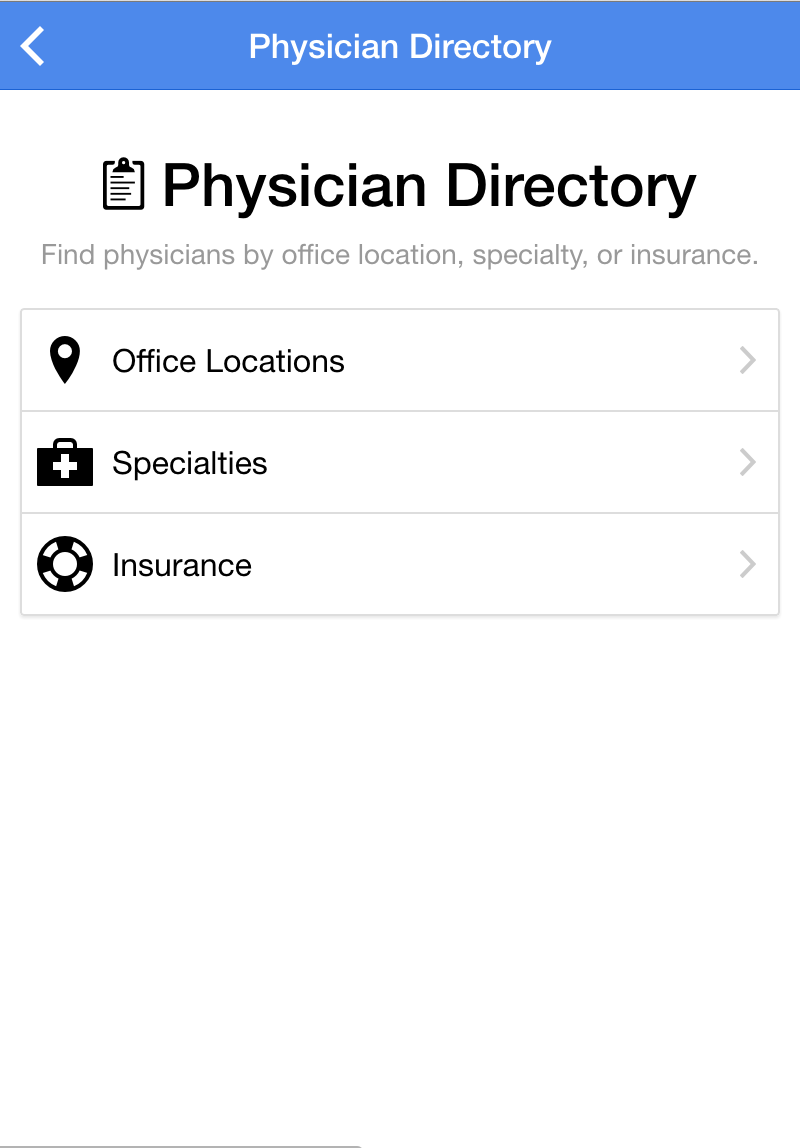 Physician Directory
Physician Directory
Find physicians by office location, specialty, or insurance.
Office Locations
Specialties
Insurance